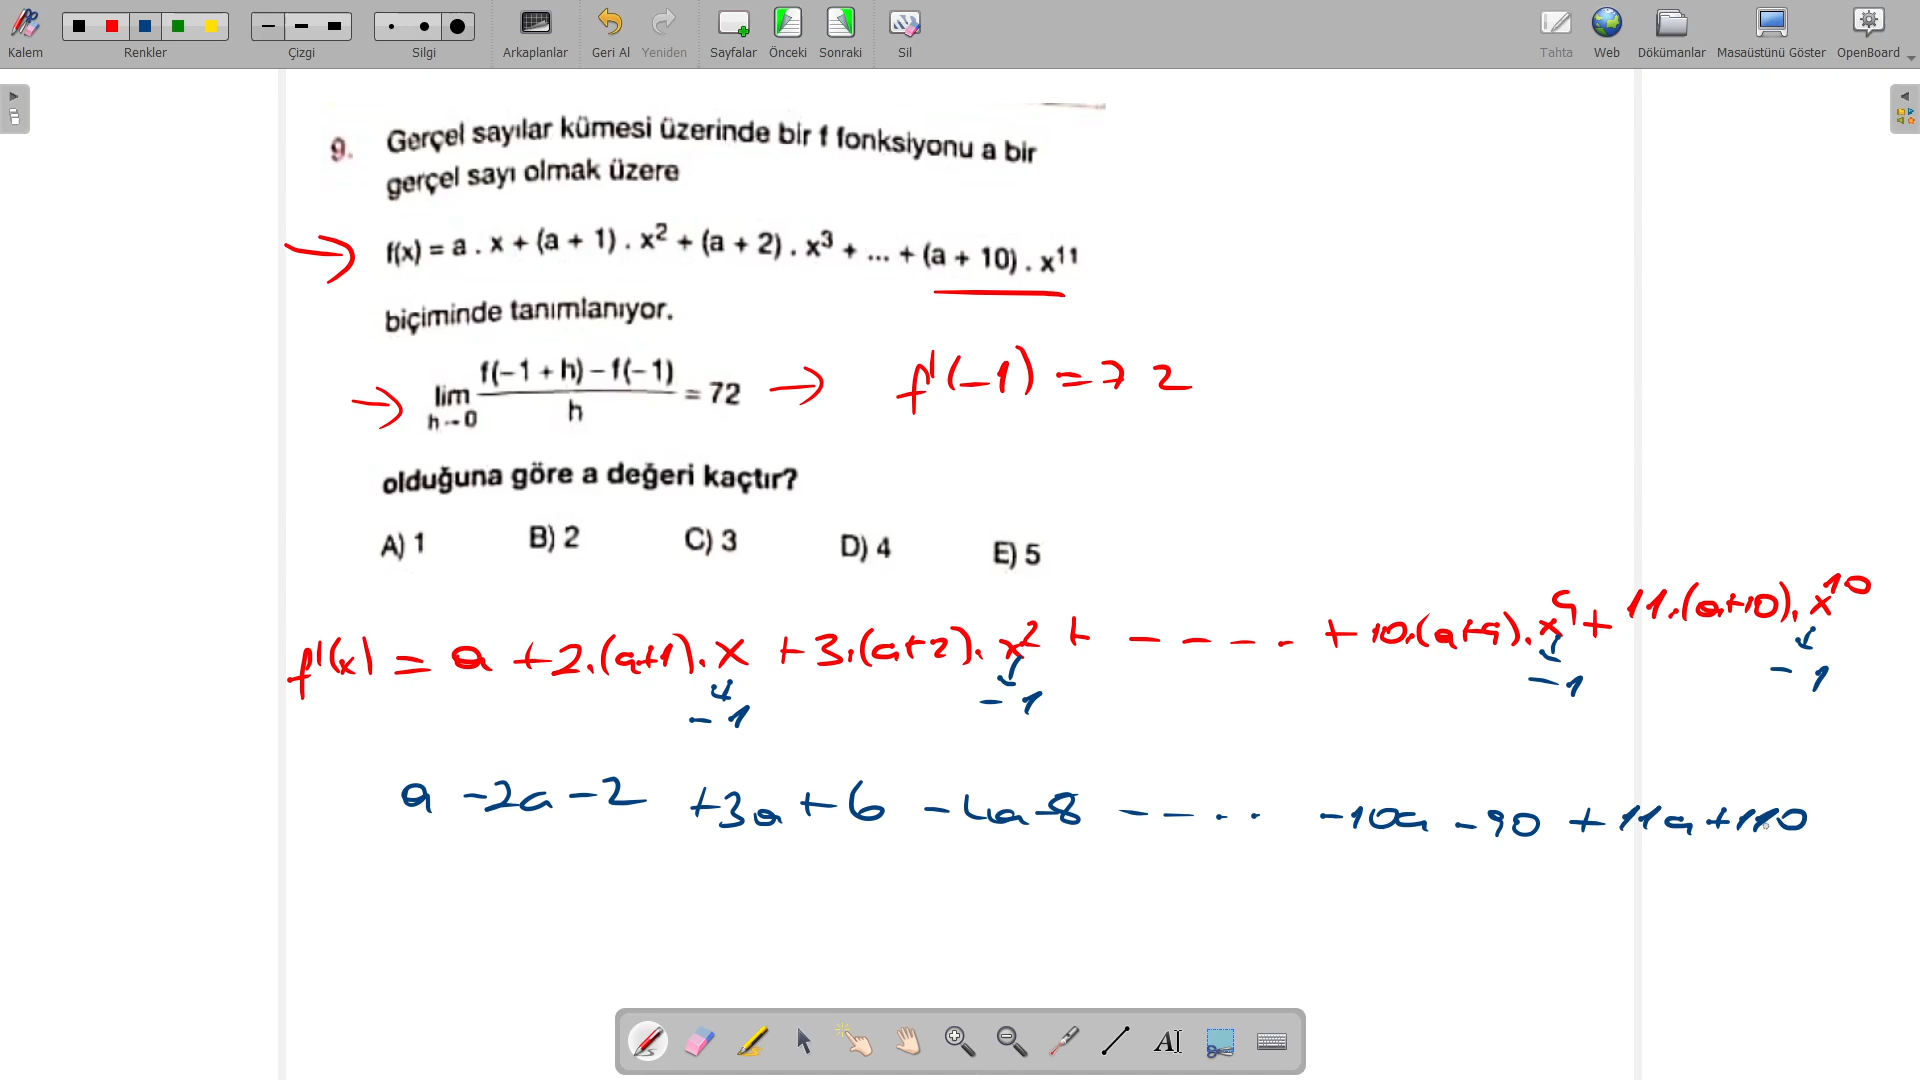 Kalem Renkler Çizgi Silgi Arkaplanlar Geri Al Yeniden Sayfalar Önceki Sonraki Sil Tahta Web Dökümanlar Masaüstünü Göster OpenBoard
9. Gerçel sayılar kümesi üzerinde bir f fonksiyonu a bir
gerçel sayı olmak üzere
f(x) = a . x + (a + 1) . x² + (a + 2) . x³ + ... + (a + 10) . x¹¹
biçiminde tanımlanıyor.
lim h→0 f(-1 + h) - f(-1) / h = 72 → f'(-1) = 72
olduğuna göre a değeri kaçtır?
A) 1 B) 2 C) 3 D) 4 E) 5
f'(x) = a + 2.(a+1).x + 3.(a+2).x² + ----- + 10.(a+9).x⁹ + 11.(a+10).x¹⁰
-1 -1 -1 -1
a -2a -2 +3a +6 -4a -8 ---.. -10a -90 +11a +110
AI